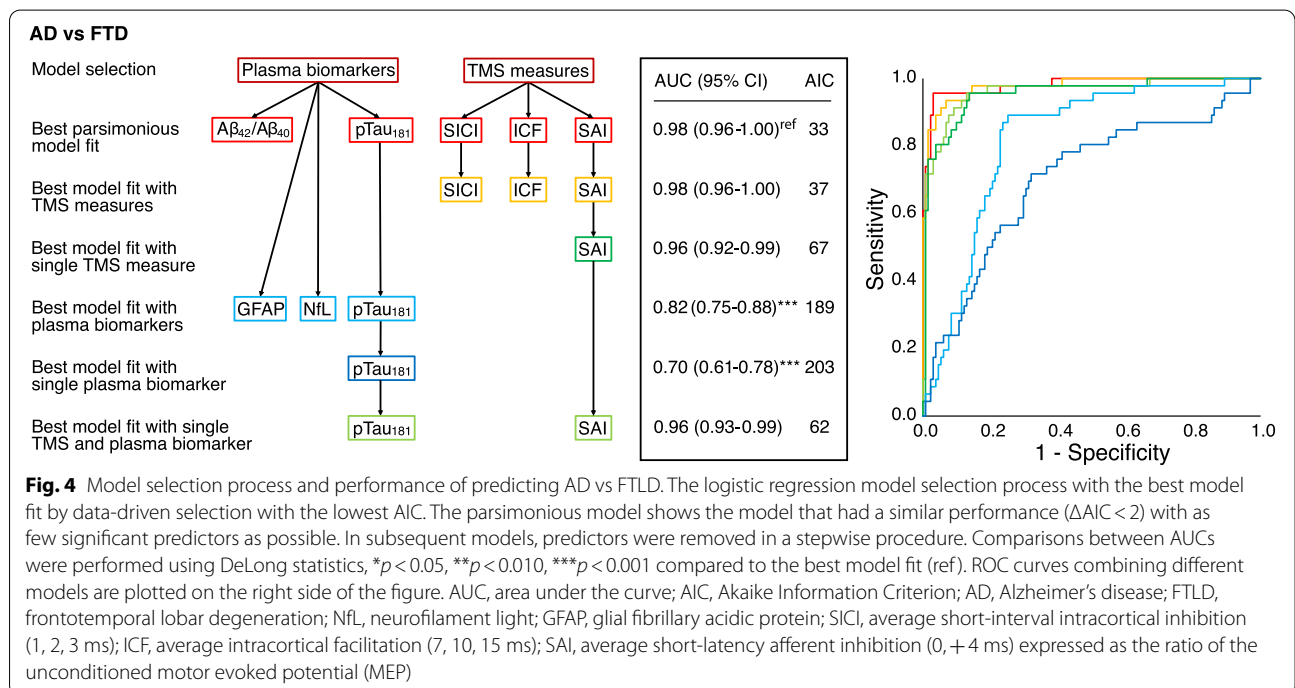 AD vs FTD
Model selection Plasma biomarkers TMS measures AUC (95% CI) AIC
Best parsimonious
model fit Aβ42/Aβ40 pTau181 SICI ICF SAI 0.98 (0.96-1.00)ref 33
Best model fit with
TMS measures SICI ICF SAI 0.98 (0.96-1.00) 37
Best model fit with
single TMS measure SAI 0.96 (0.92-0.99) 67
Best model fit with
plasma biomarkers GFAP NfL pTau181 0.82 (0.75-0.88)*** 189
Best model fit with
single plasma biomarker pTau181 0.70 (0.61-0.78)*** 203
Best model fit with single
TMS and plasma biomarker pTau181 SAI 0.96 (0.93-0.99) 62
Sensitivity
1.0
0.8
0.6
0.4
0.2
0.0
0.0 0.2 0.4 0.6 0.8 1.0
1 - Specificity
Fig. 4 Model selection process and performance of predicting AD vs FTLD. The logistic regression model selection process with the best model
fit by data-driven selection with the lowest AIC. The parsimonious model shows the model that had a similar performance (ΔAIC < 2) with as
few significant predictors as possible. In subsequent models, predictors were removed in a stepwise procedure. Comparisons between AUCs
were performed using DeLong statistics, *p < 0.05, **p < 0.010, ***p < 0.001 compared to the best model fit (ref). ROC curves combining different
models are plotted on the right side of the figure. AUC, area under the curve; AIC, Akaike Information Criterion; AD, Alzheimer's disease; FTLD,
frontotemporal lobar degeneration; NfL, neurofilament light; GFAP, glial fibrillary acidic protein; SICI, average short-interval intracortical inhibition
(1, 2, 3 ms); ICF, average intracortical facilitation (7, 10, 15 ms); SAI, average short-latency afferent inhibition (0, + 4 ms) expressed as the ratio of the
unconditioned motor evoked potential (MEP)